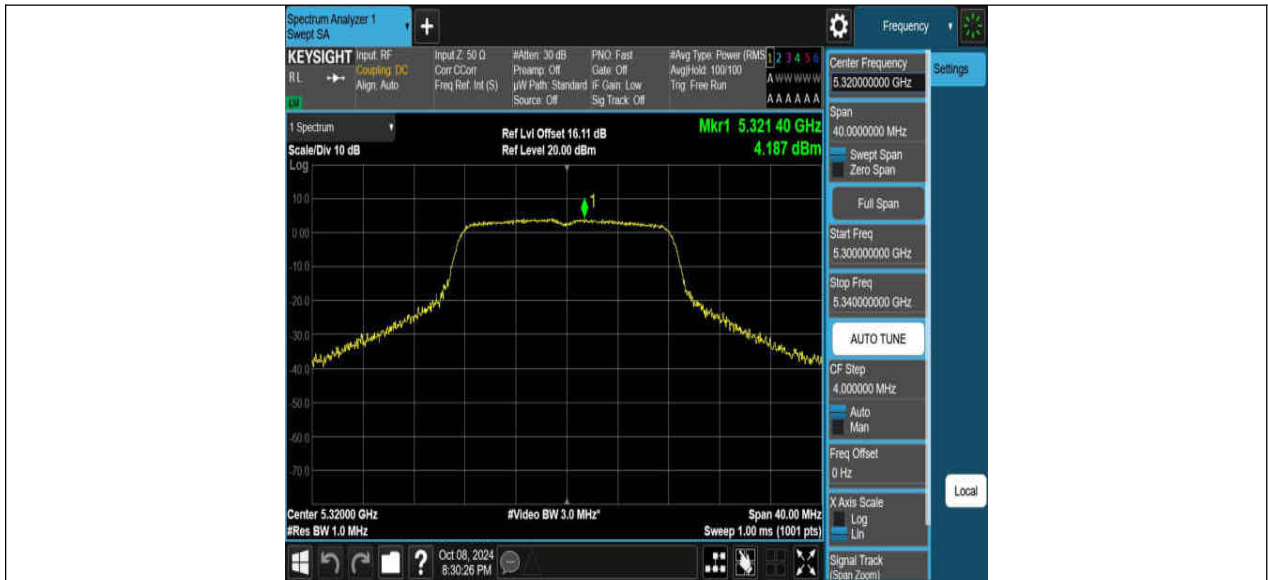 Spectrum Analyzer 1
Swept SA
+
Frequency
KEYSIGHT
RL
Input: RF
Coupling: DC
Align: Auto
Input Z: 50 Ω
Corr CCorr
Freq Ref: Int (S)
#Atten: 30 dB
Preamp: Off
µW Path: Standard
Source: Off
PNO: Fast
Gate: Off
IF Gain: Low
Sig Track: Off
#Avg Type: Power (RMS
Avg|Hold: 100/100
Trig: Free Run
1 2 3 4 5 6
A W W W W W
A A A A A A
1 Spectrum
Scale/Div 10 dB
Log
Ref Lvl Offset 16.11 dB
Ref Level 20.00 dBm
Mkr1 5.321 40 GHz
4.187 dBm
1
10.0
0.00
-10.0
-20.0
-30.0
-40.0
-50.0
-60.0
-70.0
Center 5.32000 GHz
#Res BW 1.0 MHz
#Video BW 3.0 MHz*
Span 40.00 MHz
Sweep 1.00 ms (1001 pts)
?
Oct 08, 2024
8:30:26 PM
Center Frequency
5.320000000 GHz
Settings
Span
40.0000000 MHz
Swept Span
Zero Span
Full Span
Start Freq
5.300000000 GHz
Stop Freq
5.340000000 GHz
AUTO TUNE
CF Step
4.000000 MHz
Auto
Man
Freq Offset
0 Hz
X Axis Scale
Log
Lin
Local
Signal Track
(Span Zoom)